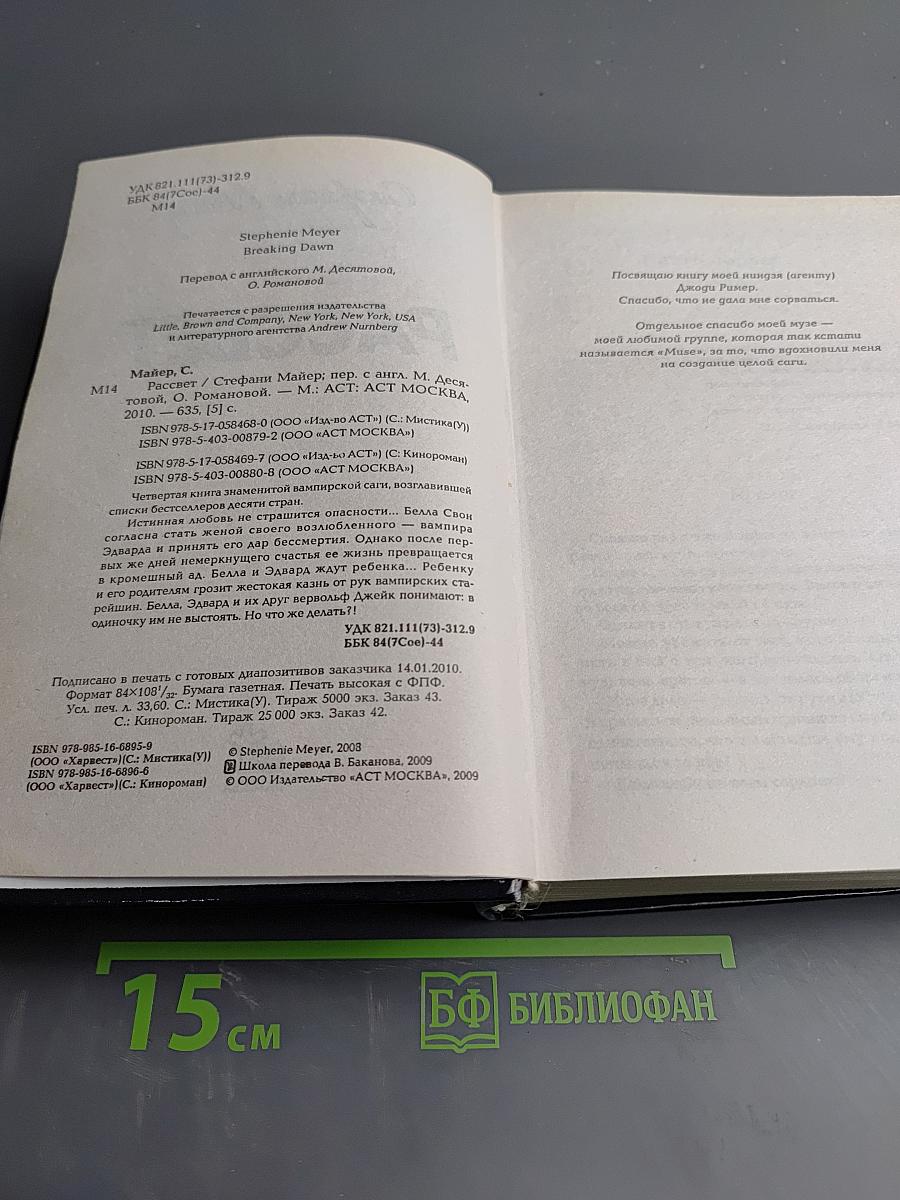 УДК 821.111(73)-312.9
ББК 84(7Сое)-44
М14
Stephenie Meyer
Breaking Dawn
Перевод с английского М. Десятовой,
О. Романовой
Печатается с разрешения издательства
Little, Brown and Company, New York, New York, USA
и литературного агентства Andrew Nurnberg
Майер, С.
М14 Рассвет / Стефани Майер; пер. с англ. М. Деся-
товой, О. Романовой. — М.: АСТ: АСТ МОСКВА,
2010. — 635, [5] с.
ISBN 978-5-17-058468-0 (ООО «Изд-во АСТ») (С.: Мистика(У))
ISBN 978-5-403-00879-2 (ООО «АСТ МОСКВА»)
ISBN 978-5-17-058469-7 (ООО «Изд-во АСТ») (С: Кинороман)
ISBN 978-5-403-00880-8 (ООО «АСТ МОСКВА»)
Четвертая книга знаменитой вампирской саги, возглавившей
списки бестселлеров десяти стран.
Истинная любовь не страшится опасности... Белла Свон
согласна стать женой своего возлюбленного — вампира
Эдварда и принять его дар бессмертия. Однако после пер-
вых же дней немеркнущего счастья ее жизнь превращается
в кромешный ад. Белла и Эдвард ждут ребенка... Ребенку
и его родителям грозит жестокая казнь от рук вампирских ста-
рейшин. Белла, Эдвард и их друг вервольф Джейк понимают: в
одиночку им не выстоять. Но что же делать?!
УДК 821.111(73)-312.9
ББК 84(7Сое)-44
Подписано в печать с готовых диапозитивов заказчика 14.01.2010.
Формат 84×108¹/₃₂. Бумага газетная. Печать высокая с ФПФ.
Усл. печ. л. 33,60. С.: Мистика(У). Тираж 5000 экз. Заказ 43.
С.: Кинороман. Тираж 25 000 экз. Заказ 42.
ISBN 978-985-16-6895-9
(ООО «Харвест»)(С.: Мистика(У))
ISBN 978-985-16-6896-6
(ООО «Харвест»)(С.: Кинороман)
© Stephenie Meyer, 2008
Школа перевода В. Баканова, 2009
© ООО Издательство «АСТ МОСКВА», 2009
Посвящаю книгу моей ниндзя (агенту)
Джоди Ример.
Спасибо, что не дала мне сорваться.
Отдельное спасибо моей музе —
моей любимой группе, которая так кстати
называется «Muse», за то, что вдохновили меня
на создание целой саги.
15 см
БФ БИБЛИОФАН